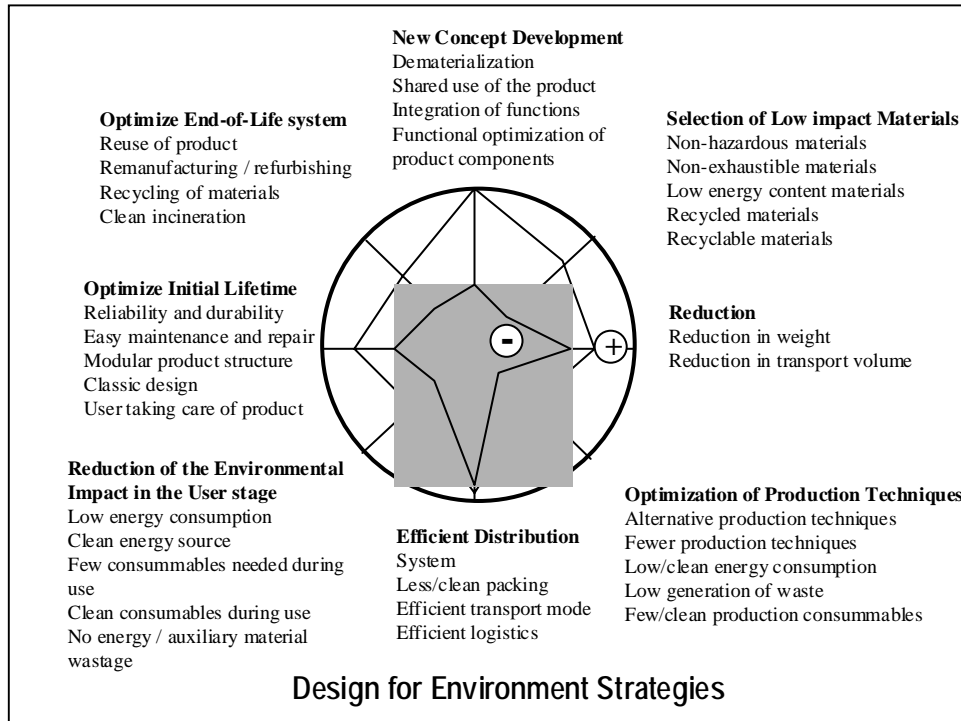 New Concept Development
Dematerialization
Shared use of the product
Integration of functions
Functional optimization of
product components
Optimize End-of-Life system
Reuse of product
Remanufacturing / refurbishing
Recycling of materials
Clean incineration
Selection of Low impact Materials
Non-hazardous materials
Non-exhaustible materials
Low energy content materials
Recycled materials
Recyclable materials
Optimize Initial Lifetime
Reliability and durability
Easy maintenance and repair
Modular product structure
Classic design
User taking care of product
-
+
Reduction
Reduction in weight
Reduction in transport volume
Reduction of the Environmental
Impact in the User stage
Low energy consumption
Clean energy source
Few consummables needed during
use
Clean consumables during use
No energy / auxiliary material
wastage
Efficient Distribution
System
Less/clean packing
Efficient transport mode
Efficient logistics
Optimization of Production Techniques
Alternative production techniques
Fewer production techniques
Low/clean energy consumption
Low generation of waste
Few/clean production consummables
Design for Environment Strategies